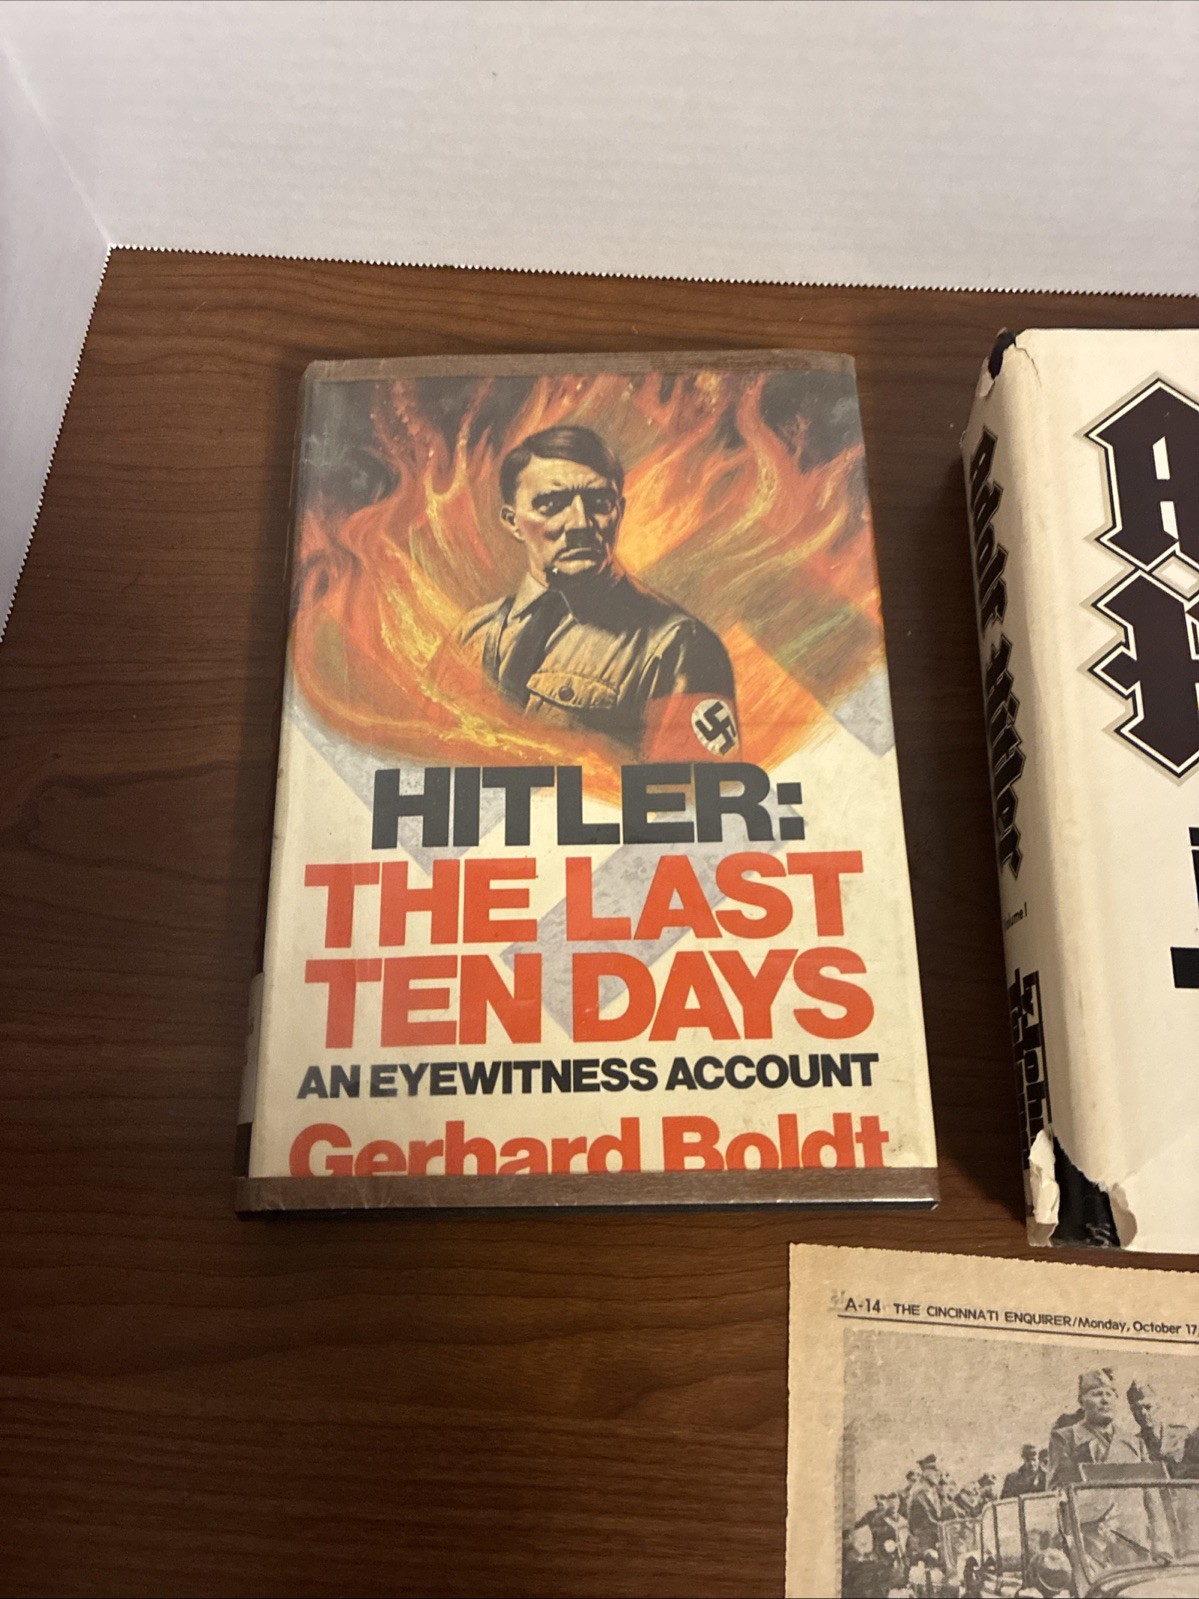 HITLER:
THE LAST
TEN DAYS
AN EYEWITNESS ACCOUNT
Gerhard Boldt
Adolf Hitler
Volume I
A
H
A-14 THE CINCINNATI ENQUIRER/Monday, October 17,